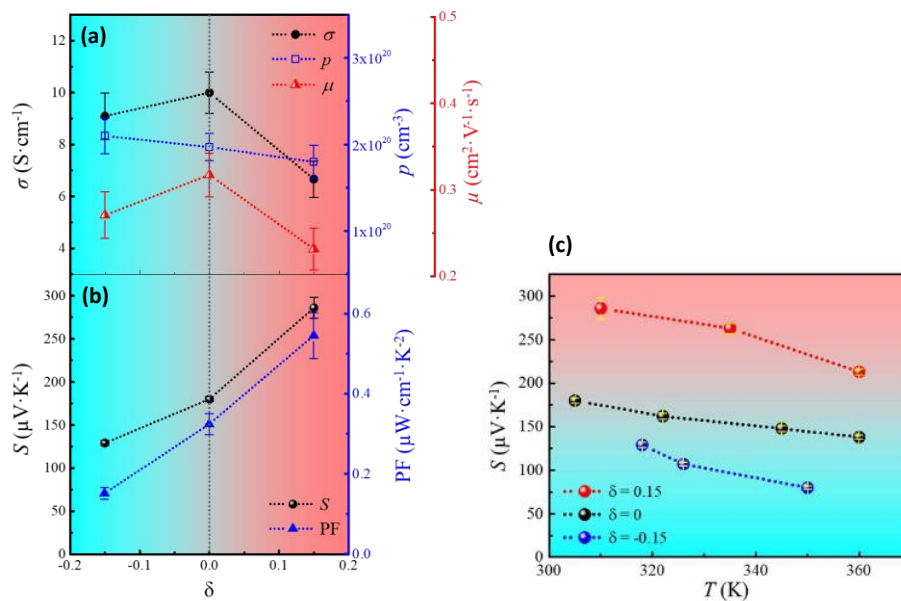 (a)
σ
p
μ
12
10
8
6
4
σ (S·cm⁻¹)
3x10²⁰
2x10²⁰
1x10²⁰
p (cm⁻³)
0.5
0.4
0.3
0.2
μ (cm²·V⁻¹·s⁻¹)
(b)
300
250
200
150
100
50
0
S (μV·K⁻¹)
0.6
0.4
0.2
0.0
PF (μW·cm⁻¹·K⁻²)
S
PF
-0.2 -0.1 0.0 0.1 0.2
δ
(c)
300
250
200
150
100
50
0
S (μV·K⁻¹)
δ = 0.15
δ = 0
δ = -0.15
300 320 340 360
T (K)